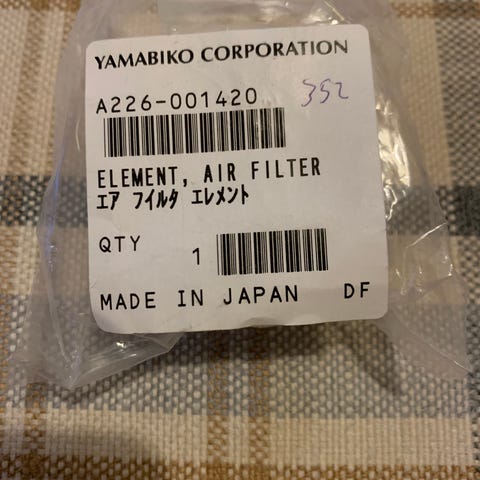 YAMABIKO CORPORATION
A226-001420 352
ELEMENT, AIR FILTER
エア フイルタ エレメント
QTY 1
MADE IN JAPAN DF